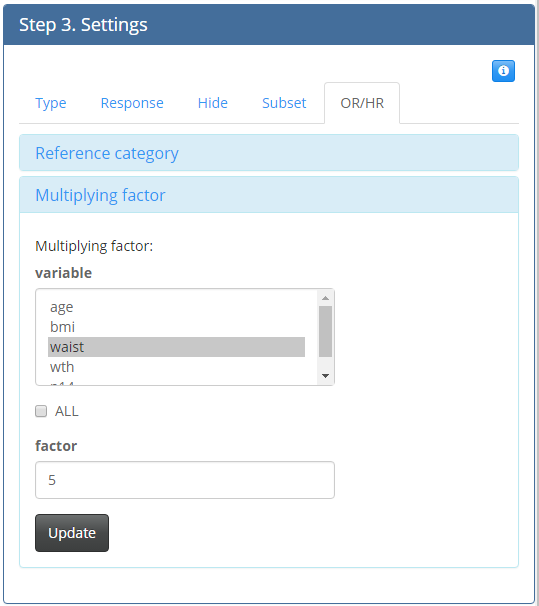 Step 3. Settings
Type Response Hide Subset OR/HR
Reference category
Multiplying factor
Multiplying factor:
variable
age
bmi
waist
wth
ALL
factor
5
Update